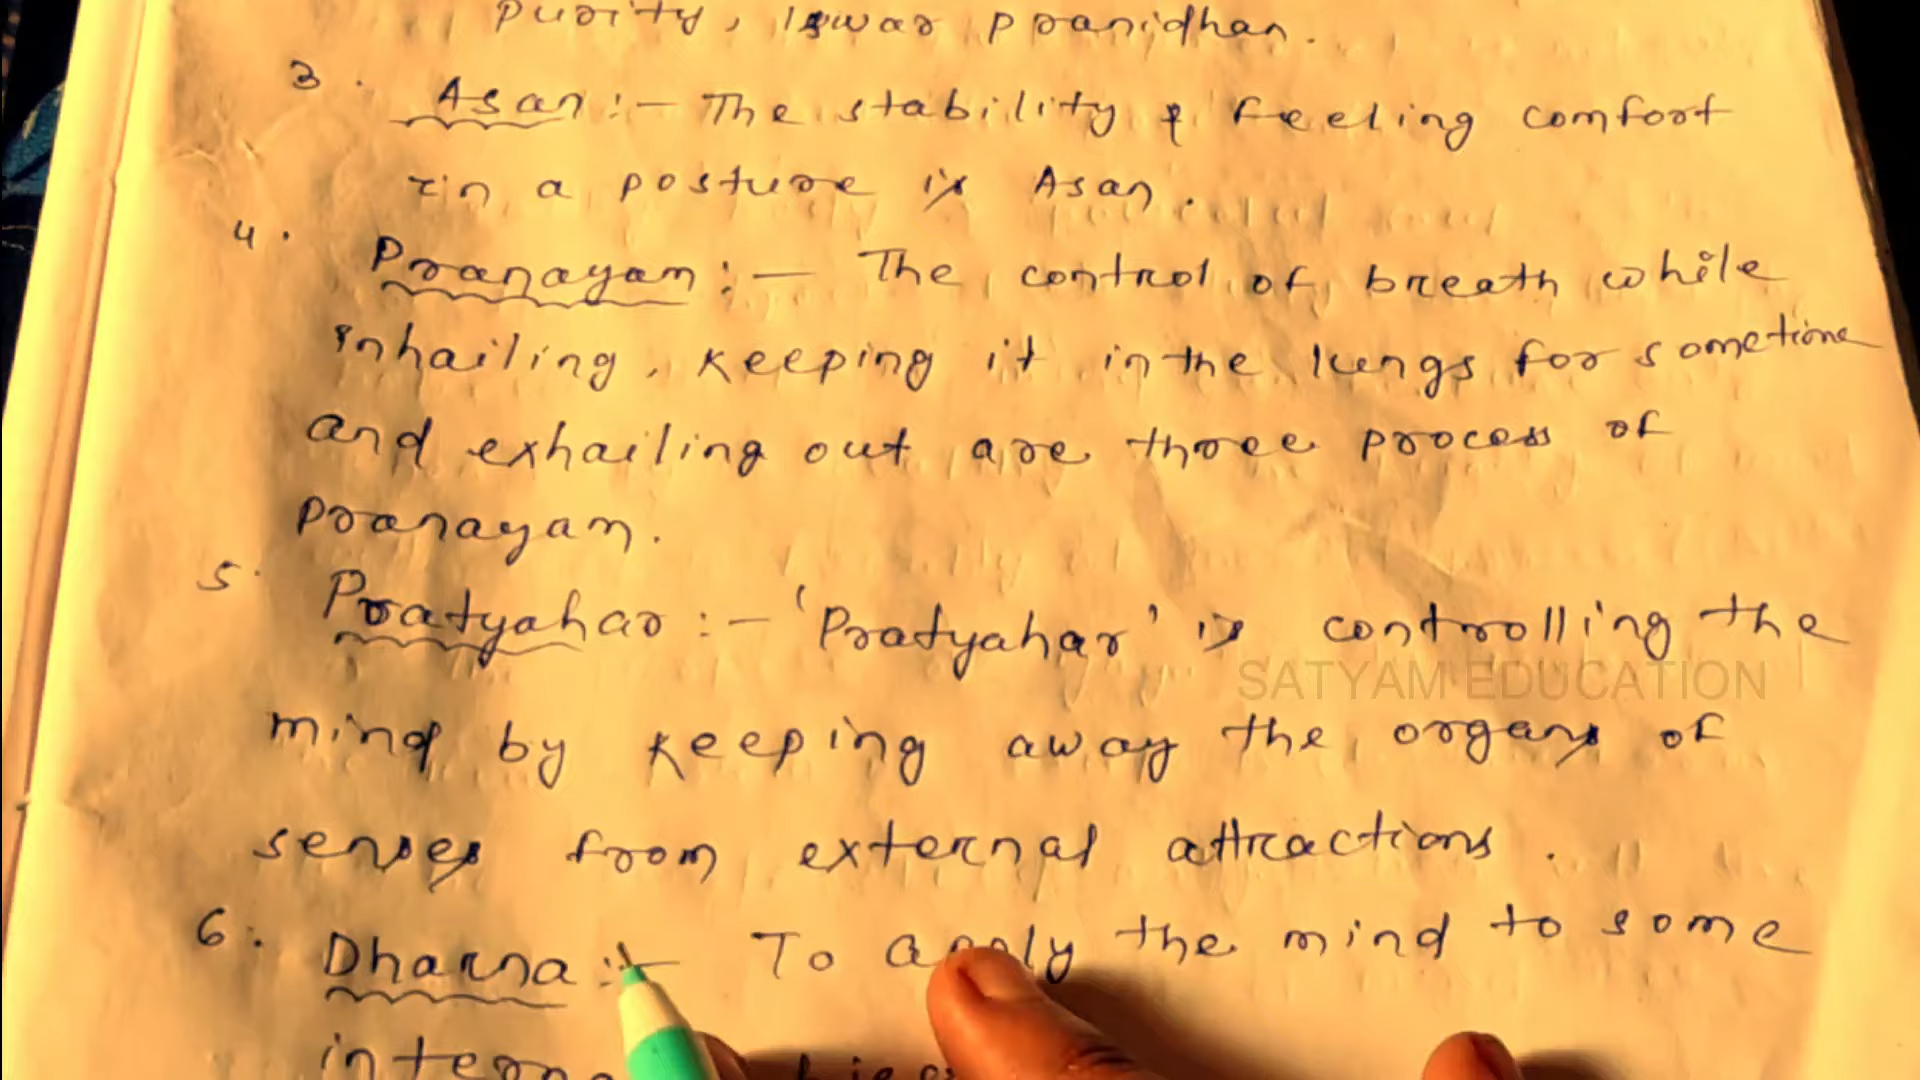 purity, Iswar pranidhan.
3. Asan:- The stability & feeling comfort
in a posture is Asan.
4. Pranayam:- The control of breath while
inhailing, keeping it in the lungs for sometime
and exhailing out are three process of
pranayam.
5. Pratyahar:- 'Pratyahar' is controlling the
mind by keeping away the organs of
senses from external attractions.
SATYAM EDUCATION
6. Dharna:- To apply the mind to some